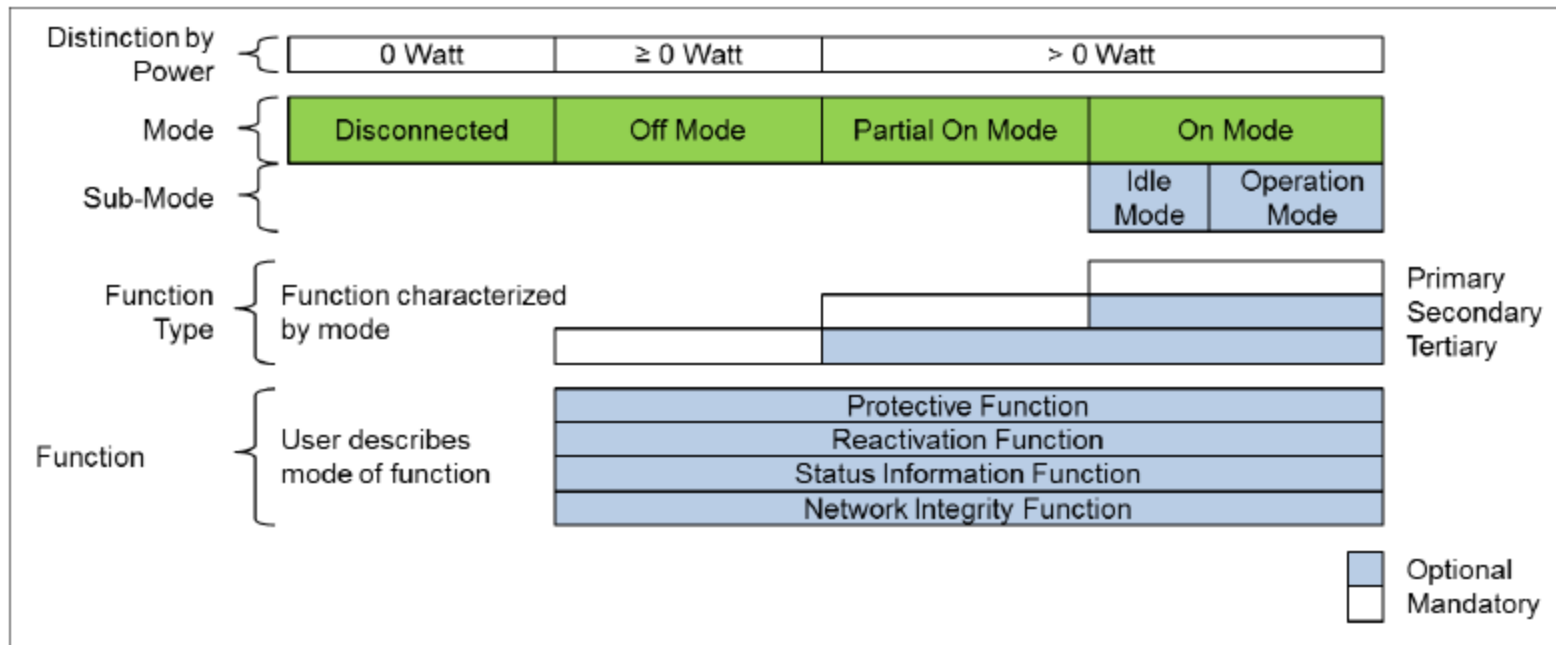 Distinction by
Power
0 Watt
≥ 0 Watt
> 0 Watt
Mode
Disconnected
Off Mode
Partial On Mode
On Mode
Sub-Mode
Idle
Mode
Operation
Mode
Function
Type
Function characterized
by mode
Primary
Secondary
Tertiary
Function
User describes
mode of function
Protective Function
Reactivation Function
Status Information Function
Network Integrity Function
Optional
Mandatory